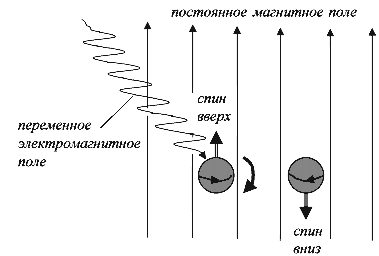 постоянное магнитное поле
спин
вверх
переменное
электромагнитное
поле
спин
вниз